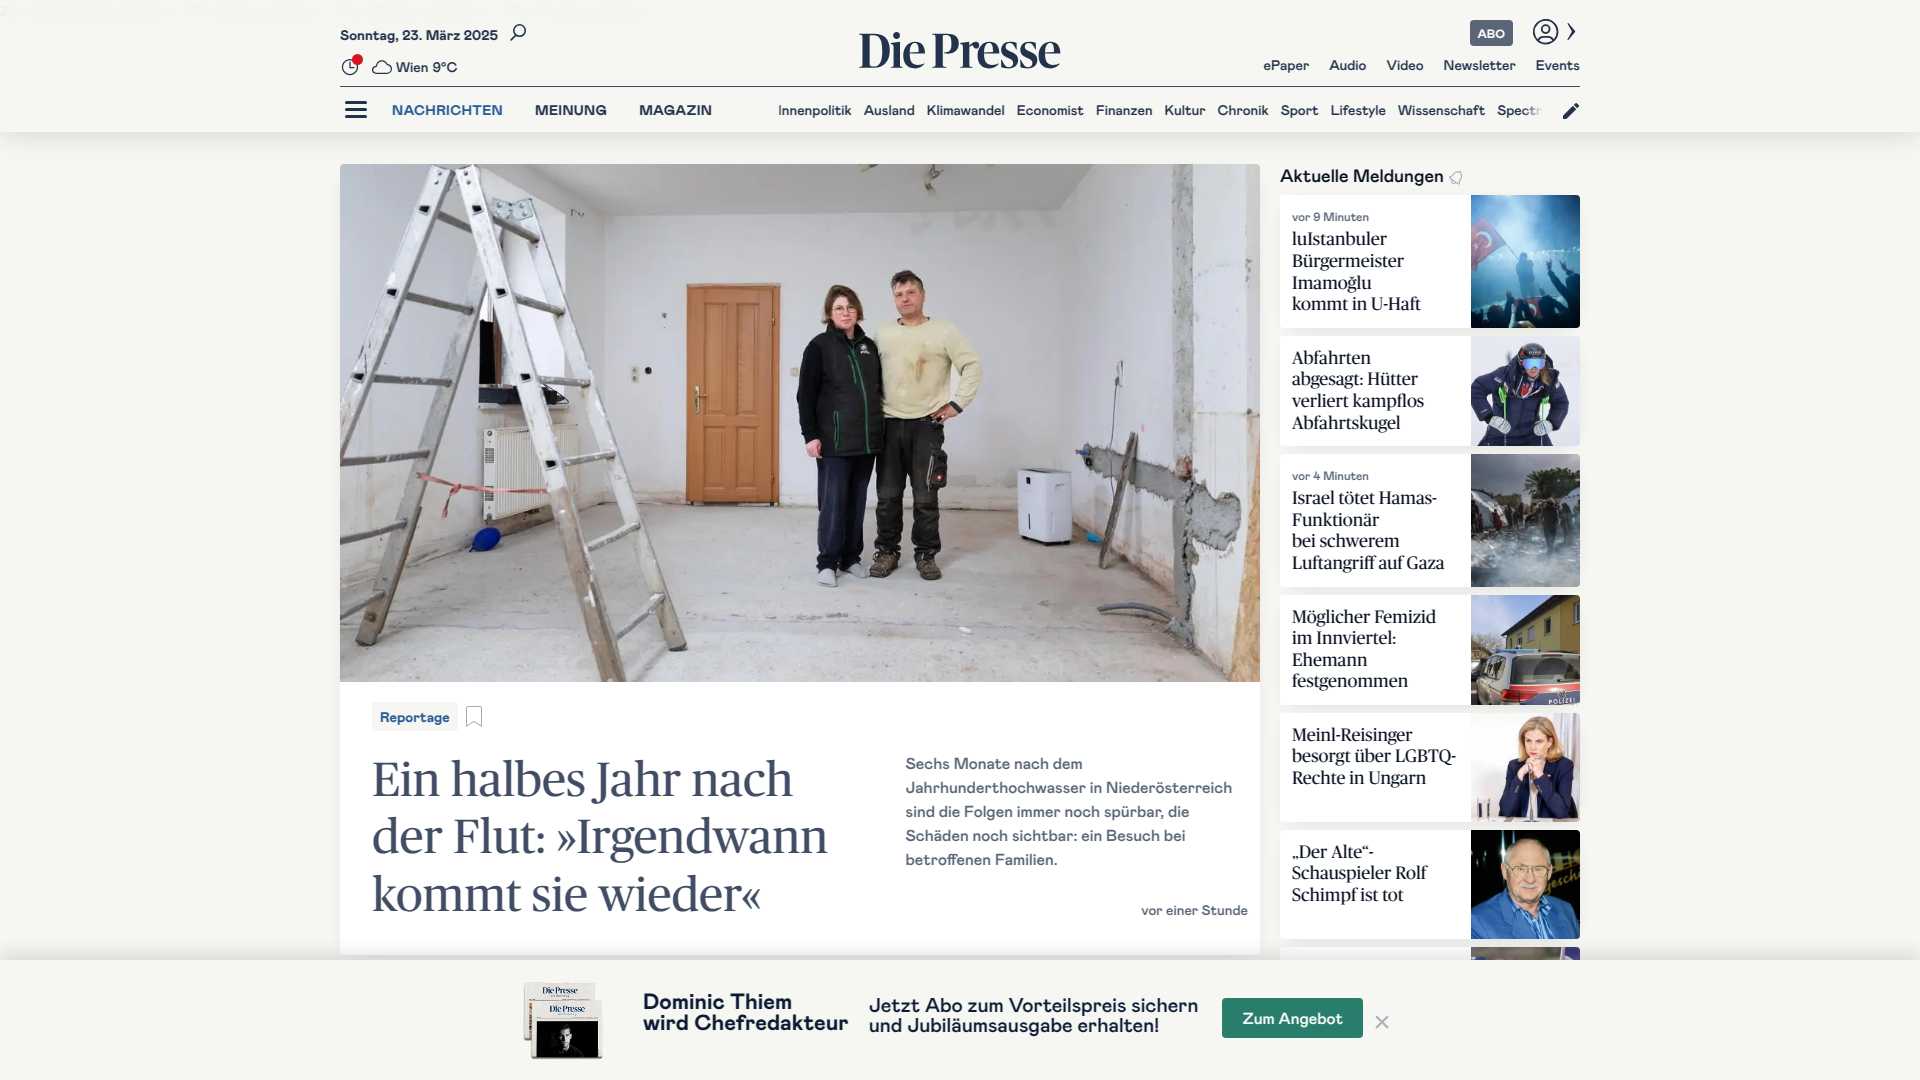 Sonntag, 23. März 2025
Die Presse
ABO
Wien 9°C
ePaper Audio Video Newsletter Events
NACHRICHTEN MEINUNG MAGAZIN
Innenpolitik Ausland Klimawandel Economist Finanzen Kultur Chronik Sport Lifestyle Wissenschaft Spectr
Reportage
Ein halbes Jahr nach
der Flut: »Irgendwann
kommt sie wieder«
Sechs Monate nach dem
Jahrhunderthochwasser in Niederösterreich
sind die Folgen immer noch spürbar, die
Schäden noch sichtbar: ein Besuch bei
betroffenen Familien.
vor einer Stunde
Aktuelle Meldungen
vor 9 Minuten
luIstanbuler
Bürgermeister
Imamoğlu
kommt in U-Haft
Abfahrten
abgesagt: Hütter
verliert kampflos
Abfahrtskugel
vor 4 Minuten
Israel tötet Hamas-
Funktionär
bei schwerem
Luftangriff auf Gaza
Möglicher Femizid
im Innviertel:
Ehemann
festgenommen
POLIZEI
Meinl-Reisinger
besorgt über LGBTQ-
Rechte in Ungarn
„Der Alte“-
Schauspieler Rolf
Schimpf ist tot
Die Presse
Die Presse
Dominic Thiem
wird Chefredakteur
Jetzt Abo zum Vorteilspreis sichern
und Jubiläumsausgabe erhalten!
Zum Angebot